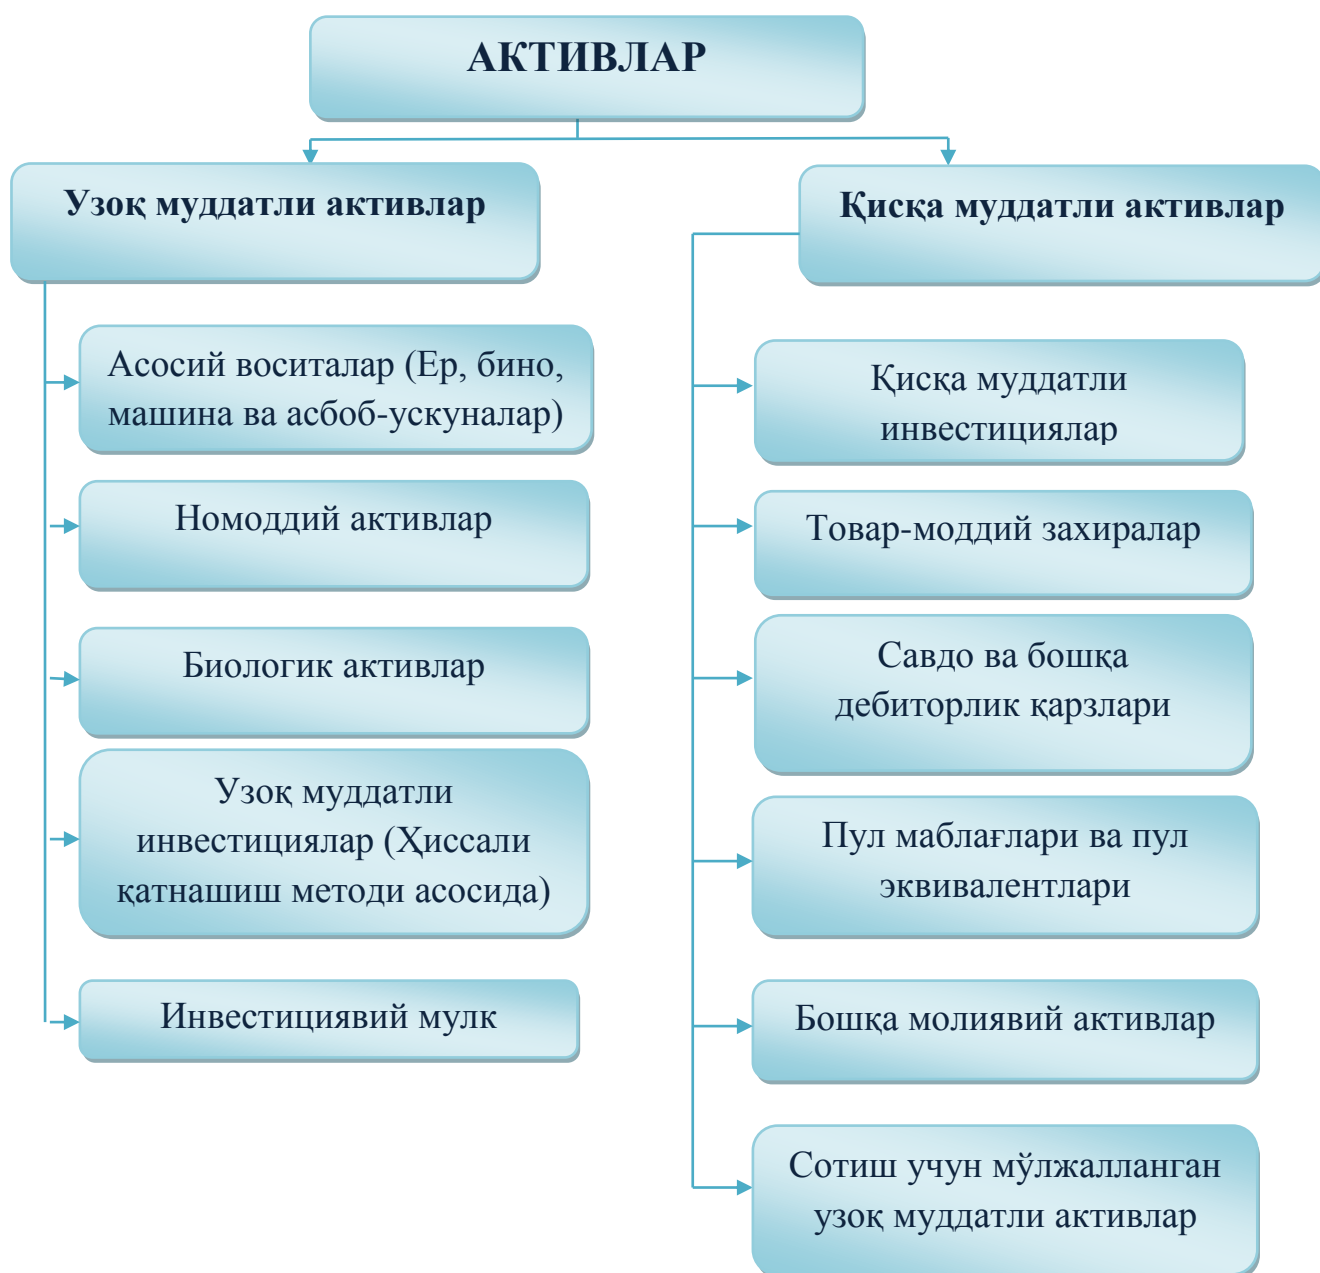 АКТИВЛАР
Узоқ муддатли активлар
Асосий воситалар (Ер, бино,
машина ва асбоб-ускуналар)
Номоддий активлар
Биологик активлар
Узоқ муддатли
инвестициялар (Ҳиссали
қатнашиш методи асосида)
Инвестициявий мулк
Қисқа муддатли активлар
Қисқа муддатли
инвестициялар
Товар-моддий захиралар
Савдо ва бошқа
дебиторлик қарзлари
Пул маблағлари ва пул
эквивалентлари
Бошқа молиявий активлар
Сотиш учун мўлжалланган
узоқ муддатли активлар